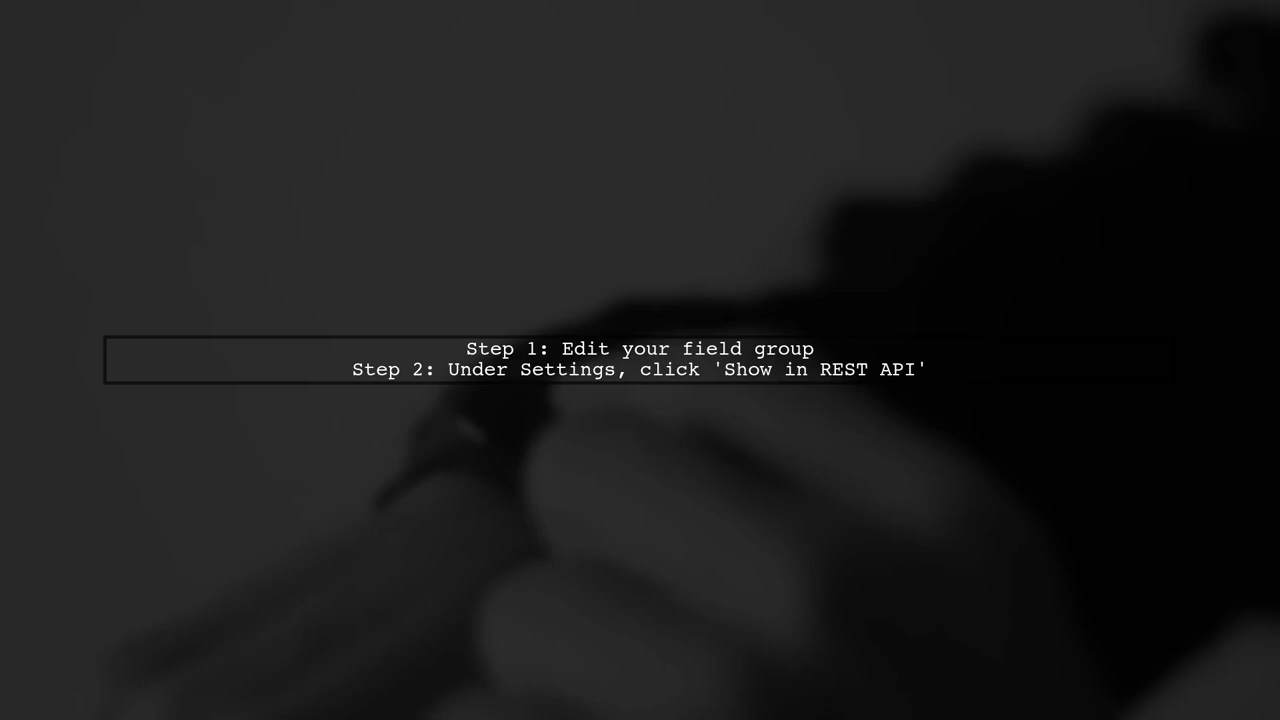 Step 1: Edit your field group
Step 2: Under Settings, click 'Show in REST API'